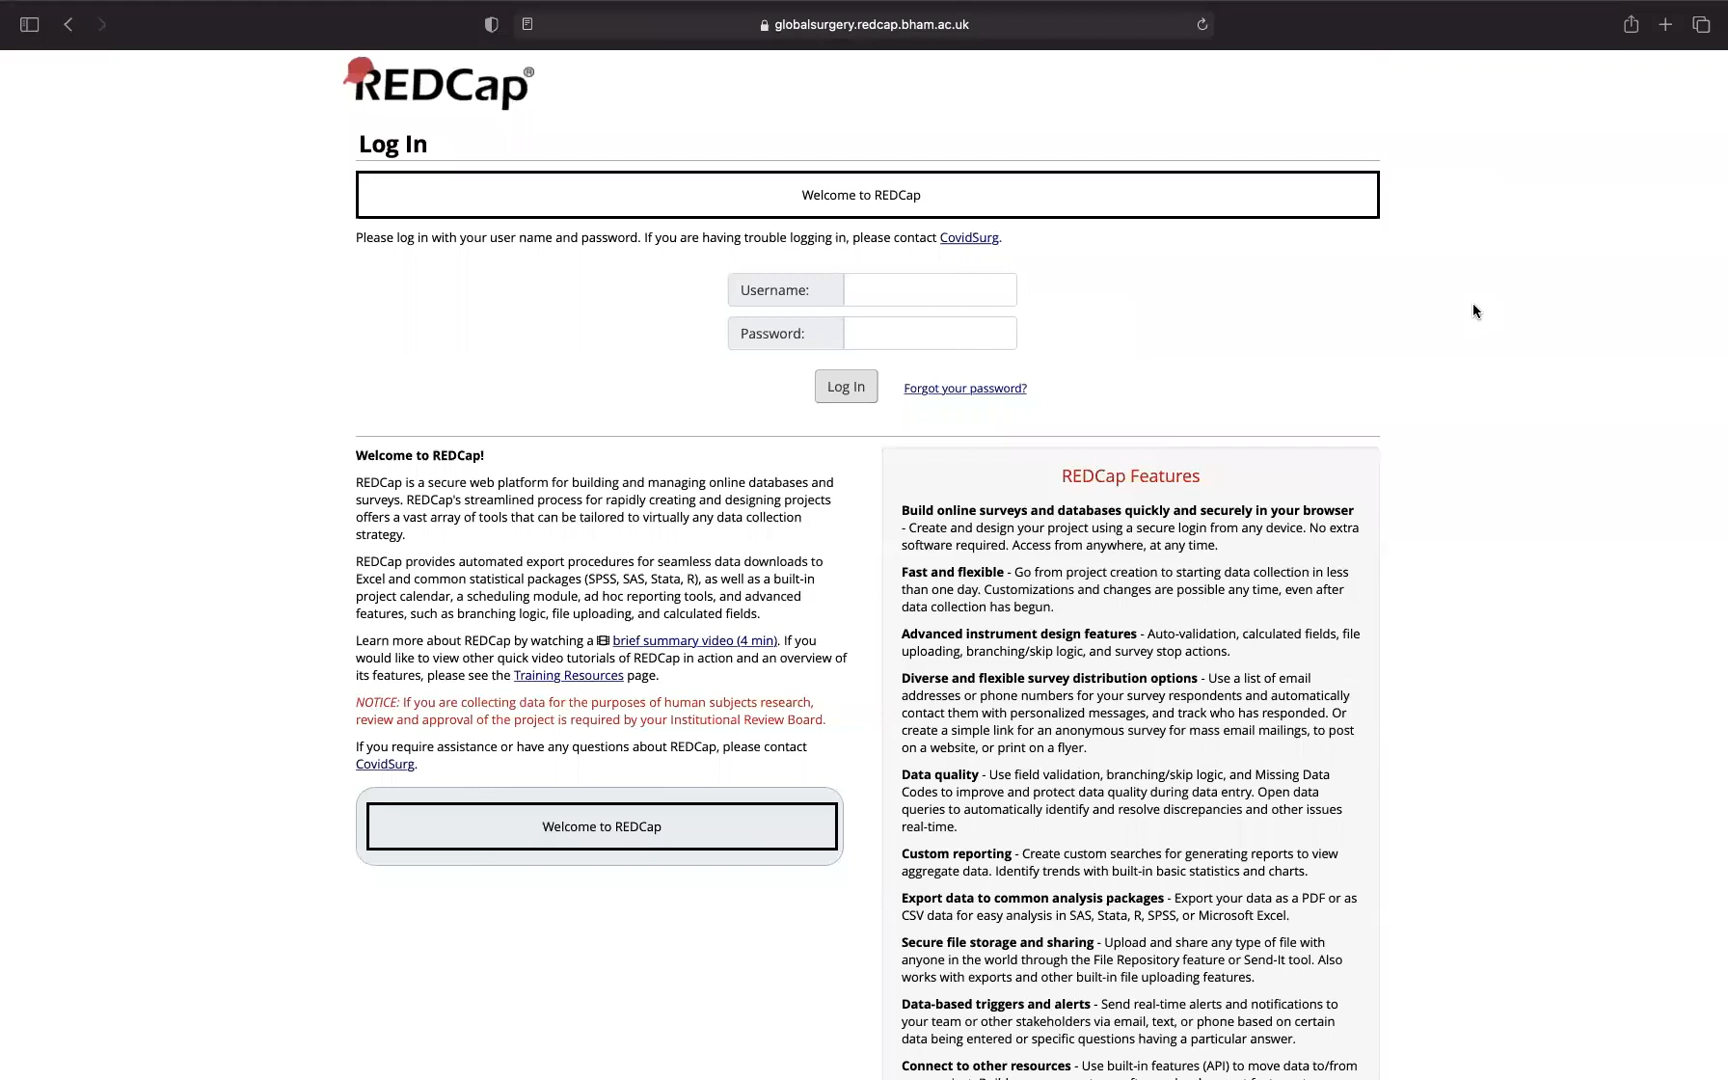 globalsurgery.redcap.bham.ac.uk
REDCap®
Log In
Welcome to REDCap
Please log in with your user name and password. If you are having trouble logging in, please contact CovidSurg.
Username:
Password:
Log In
Forgot your password?
Welcome to REDCap!
REDCap is a secure web platform for building and managing online databases and
surveys. REDCap's streamlined process for rapidly creating and designing projects
offers a vast array of tools that can be tailored to virtually any data collection
strategy.
REDCap provides automated export procedures for seamless data downloads to
Excel and common statistical packages (SPSS, SAS, Stata, R), as well as a built-in
project calendar, a scheduling module, ad hoc reporting tools, and advanced
features, such as branching logic, file uploading, and calculated fields.
Learn more about REDCap by watching a brief summary video (4 min). If you
would like to view other quick video tutorials of REDCap in action and an overview of
its features, please see the Training Resources page.
NOTICE: If you are collecting data for the purposes of human subjects research,
review and approval of the project is required by your Institutional Review Board.
If you require assistance or have any questions about REDCap, please contact
CovidSurg.
Welcome to REDCap
REDCap Features
Build online surveys and databases quickly and securely in your browser
- Create and design your project using a secure login from any device. No extra
software required. Access from anywhere, at any time.
Fast and flexible - Go from project creation to starting data collection in less
than one day. Customizations and changes are possible any time, even after
data collection has begun.
Advanced instrument design features - Auto-validation, calculated fields, file
uploading, branching/skip logic, and survey stop actions.
Diverse and flexible survey distribution options - Use a list of email
addresses or phone numbers for your survey respondents and automatically
contact them with personalized messages, and track who has responded. Or
create a simple link for an anonymous survey for mass email mailings, to post
on a website, or print on a flyer.
Data quality - Use field validation, branching/skip logic, and Missing Data
Codes to improve and protect data quality during data entry. Open data
queries to automatically identify and resolve discrepancies and other issues
real-time.
Custom reporting - Create custom searches for generating reports to view
aggregate data. Identify trends with built-in basic statistics and charts.
Export data to common analysis packages - Export your data as a PDF or as
CSV data for easy analysis in SAS, Stata, R, SPSS, or Microsoft Excel.
Secure file storage and sharing - Upload and share any type of file with
anyone in the world through the File Repository feature or Send-It tool. Also
works with exports and other built-in file uploading features.
Data-based triggers and alerts - Send real-time alerts and notifications to
your team or other stakeholders via email, text, or phone based on certain
data being entered or specific questions having a particular answer.
Connect to other resources - Use built-in features (API) to move data to/from